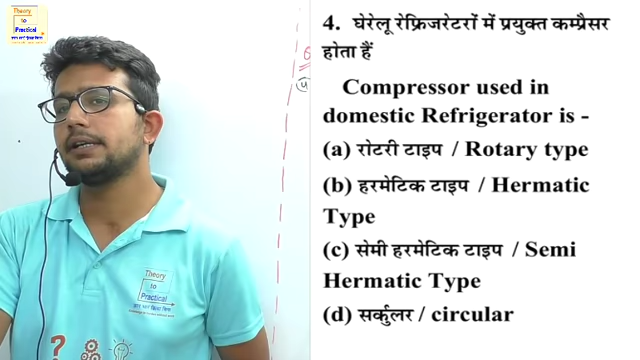 Theory
to
Practical
4. घेरेलू रेफ्रिजरेटरों में प्रयुक्त कम्प्रैसर
होता हैं
Compressor used in
domestic Refrigerator is -
(a) रोटरी टाइप / Rotary type
(b) हरमेटिक टाइप / Hermatic
Type
(c) सेमी हरमेटिक टाइप / Semi
Hermatic Type
(d) सर्कुलर / circular
Theory
to
Practical
?